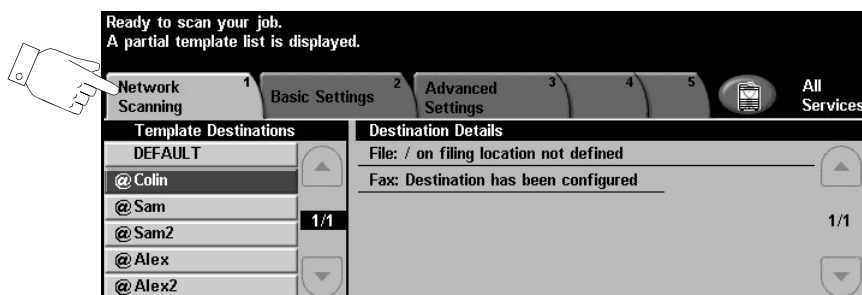 Ready to scan your job.
A partial template list is displayed.
Network Scanning 1
Basic Settings 2
Advanced Settings 3
4
5
All Services
Template Destinations
DEFAULT
@ Colin
@ Sam
@ Sam2
@ Alex
@ Alex2
1/1
Destination Details
File: / on filing location not defined
Fax: Destination has been configured
1/1